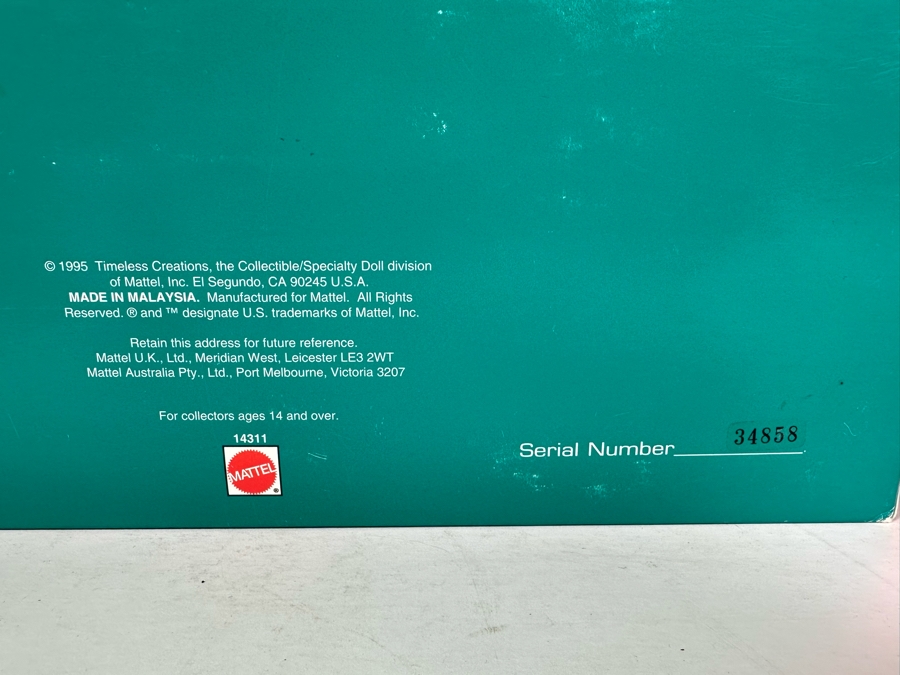 © 1995 Timeless Creations, the Collectible/Specialty Doll division
of Mattel, Inc. El Segundo, CA 90245 U.S.A.
MADE IN MALAYSIA. Manufactured for Mattel. All Rights
Reserved. ® and ™ designate U.S. trademarks of Mattel, Inc.
Retain this address for future reference.
Mattel U.K., Ltd., Meridian West, Leicester LE3 2WT
Mattel Australia Pty., Ltd., Port Melbourne, Victoria 3207
For collectors ages 14 and over.
14311
MATTEL®
Serial Number 34858